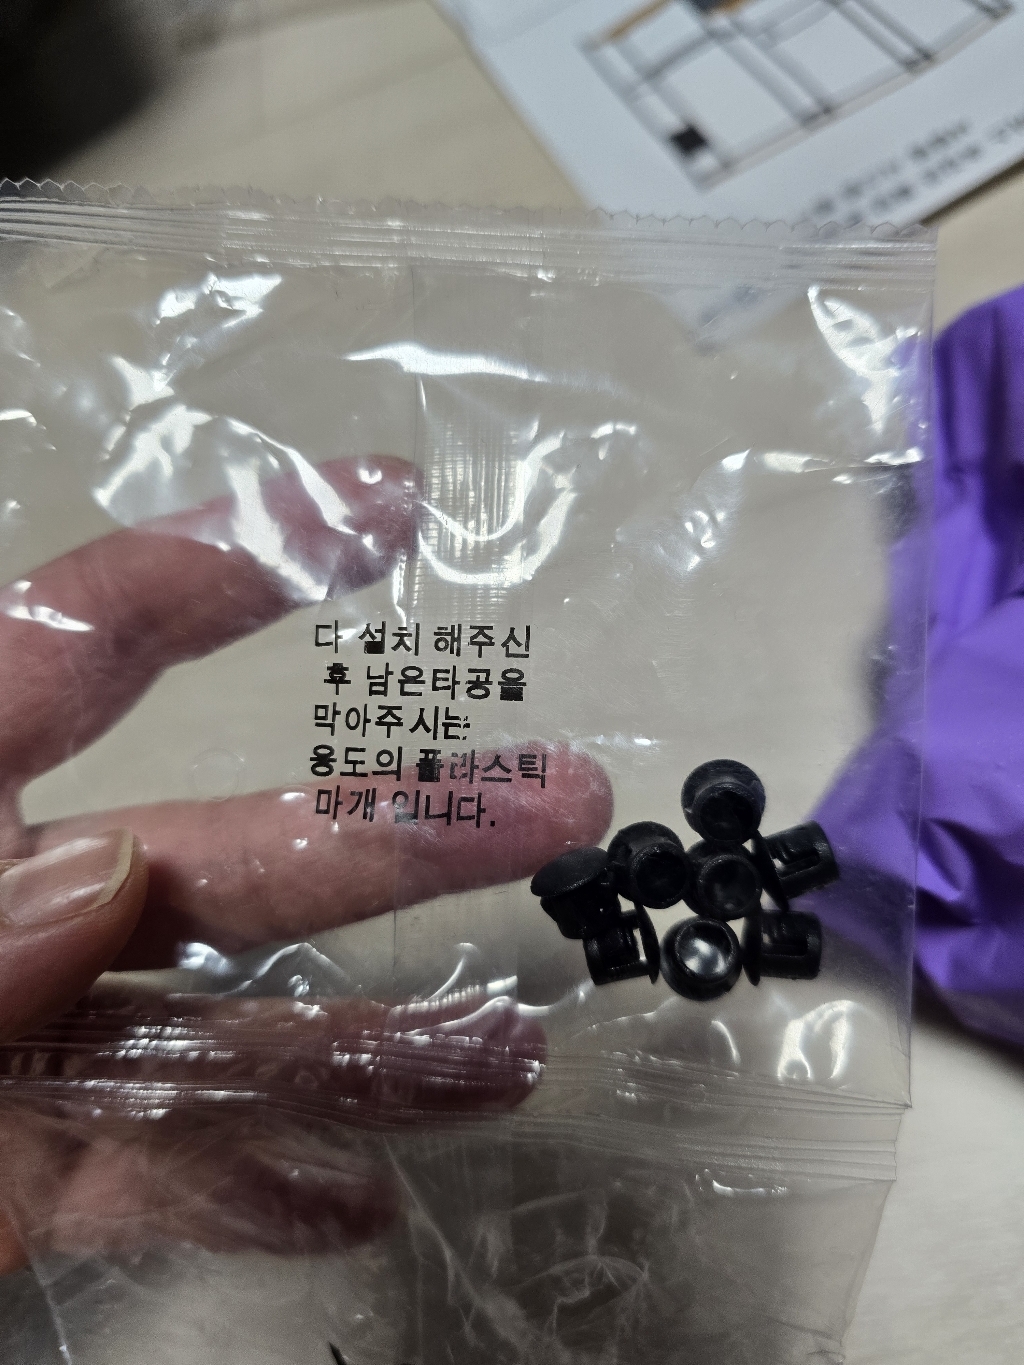 다 설치 해주신
후 남은타공을
막아주시는
용도의 플라스틱
마개 입니다.